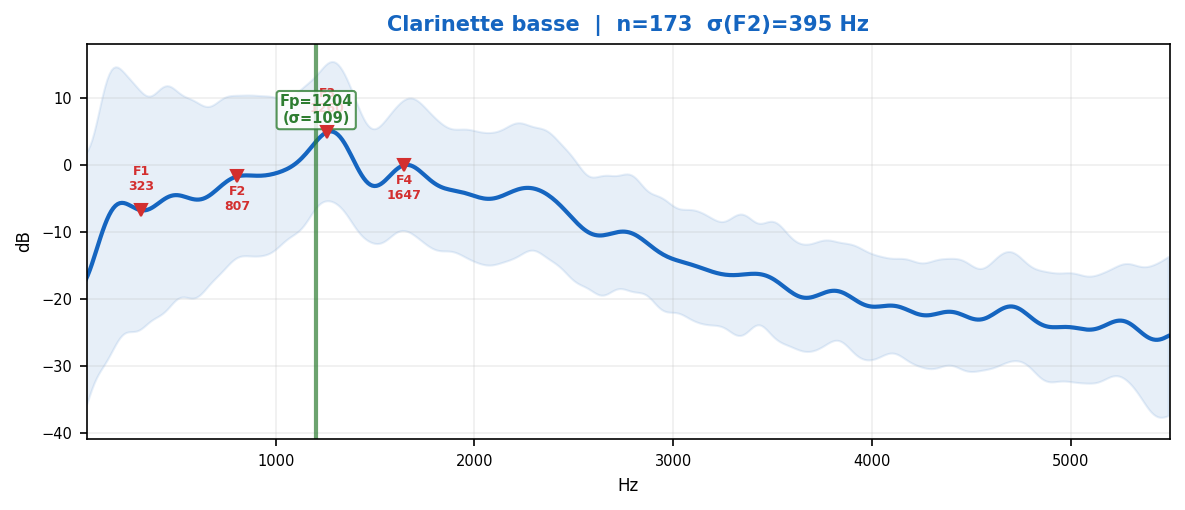 Clarinette basse | n=173 σ(F2)=395 Hz
10
0
−10
−20
−30
−40
dB
F1
323
F2
807
Fp=1204
(σ=109)
F4
1647
1000
2000
3000
4000
5000
Hz